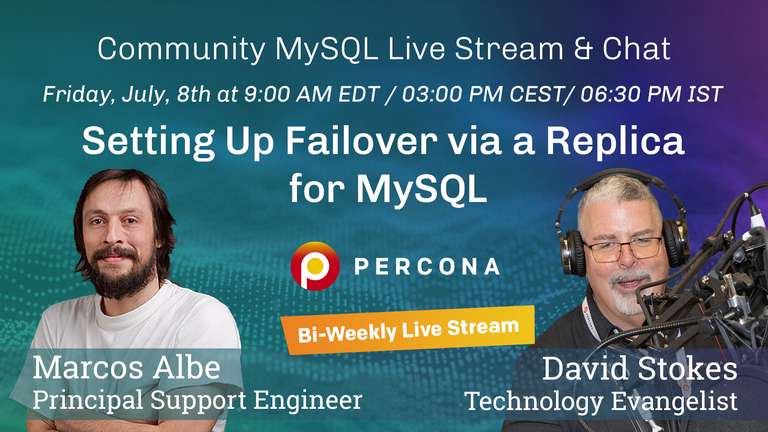 Community MySQL Live Stream & Chat
Friday, July, 8th at 9:00 AM EDT / 03:00 PM CEST/ 06:30 PM IST
Setting Up Failover via a Replica
for MySQL
PERCONA
Bi-Weekly Live Stream
Marcos Albe
Principal Support Engineer
David Stokes
Technology Evangelist